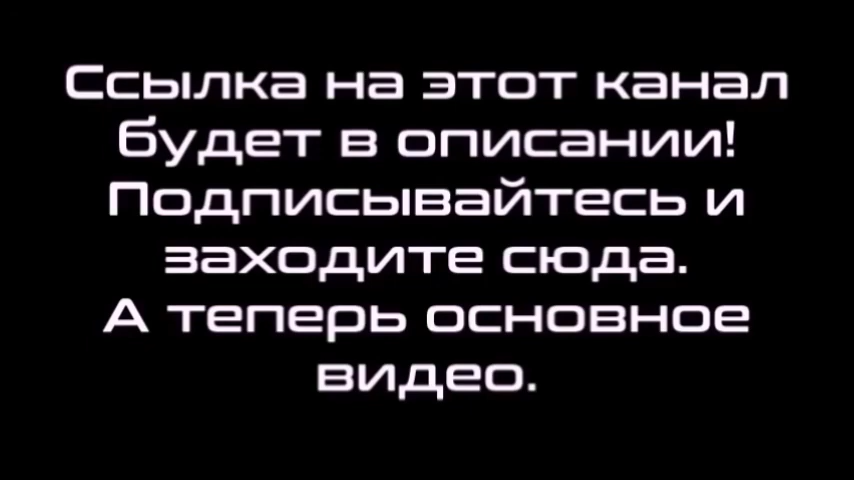 Ссылка на этот канал
будет в описании!
Подписывайтесь и
заходите сюда.
А теперь основное
видео.